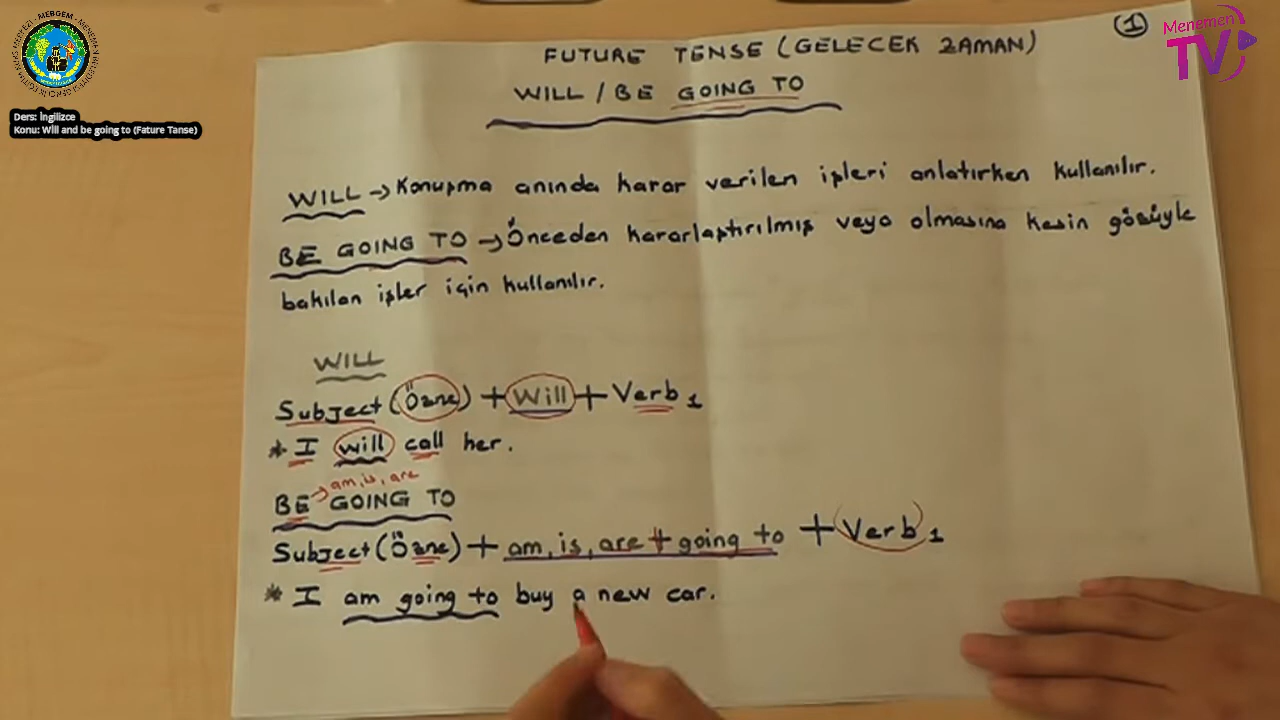 1
Menemen
TV
FUTURE TENSE (GELECEK ZAMAN)
WILL / BE GOING TO
Ders: İngilizce
Konu: Will and be going to (Fature Tanse)
WILL → Konuşma anında karar verilen işleri anlatırken kullanılır.
BE GOING TO → Önceden kararlaştırılmış veya olmasına kesin gözüyle
bakılan işler için kullanılır.
WILL
Subject (Özne) + Will + Verb 1
* I will call her.
→ am, is, are
BE GOING TO
Subject (Özne) + am, is, are + going to + Verb 1
* I am going to buy a new car.